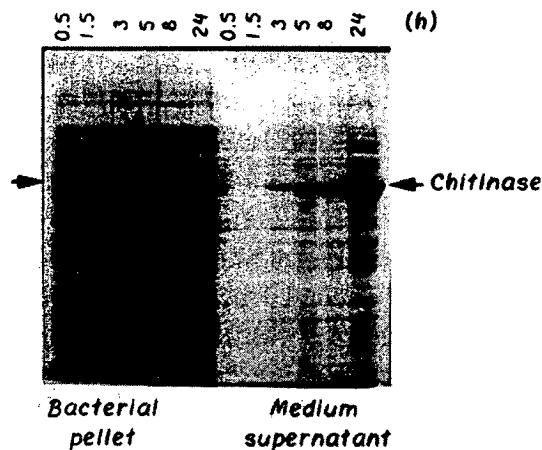 0.5 1.5 3 5 8 24 0.5 1.5 3 5 8 24 (h)
Chitinase
Bacterial Medium
pellet supernatant